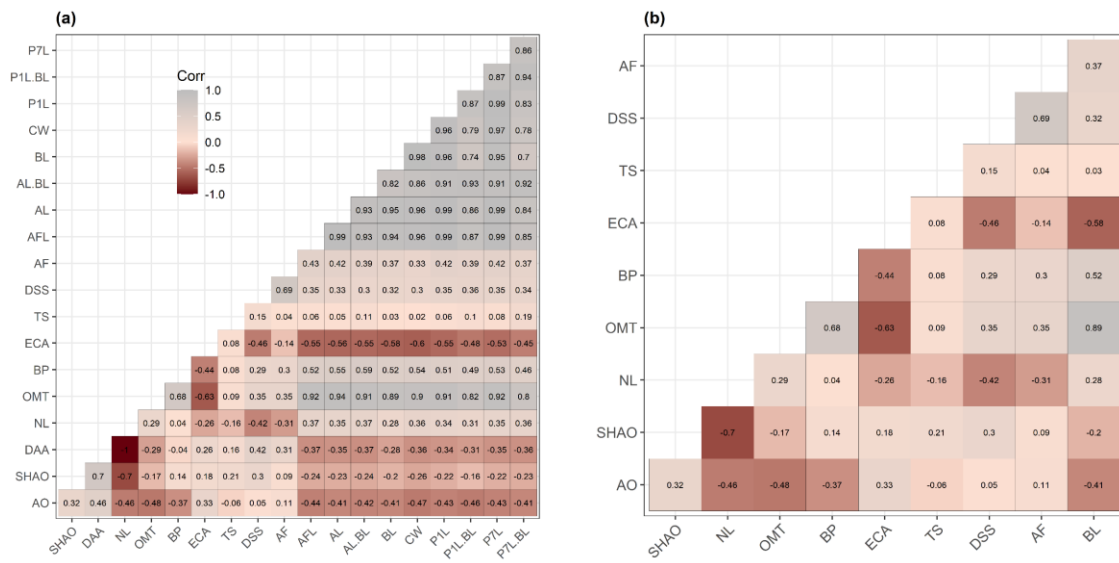 (a)
P7L 0.86
P1L.BL 0.87 0.94
P1L 0.87 0.99 0.83
CW 0.96 0.79 0.97 0.78
BL 0.98 0.96 0.74 0.95 0.7
AL.BL 0.82 0.86 0.91 0.93 0.91 0.92
AL 0.93 0.95 0.96 0.99 0.86 0.99 0.84
AFL 0.99 0.93 0.94 0.96 0.99 0.87 0.99 0.85
AF 0.43 0.42 0.39 0.37 0.33 0.42 0.39 0.42 0.37
DSS 0.69 0.35 0.33 0.3 0.32 0.3 0.35 0.36 0.35 0.34
TS 0.15 0.04 0.06 0.05 0.11 0.03 0.02 0.06 0.1 0.08 0.19
ECA 0.08 -0.46 -0.14 -0.55 -0.56 -0.55 -0.58 -0.6 -0.55 -0.48 -0.53 -0.45
BP -0.44 0.08 0.29 0.3 0.52 0.55 0.59 0.52 0.54 0.51 0.49 0.53 0.46
OMT 0.68 -0.63 0.09 0.35 0.35 0.92 0.94 0.91 0.89 0.9 0.91 0.82 0.92 0.8
NL 0.29 0.04 -0.26 -0.16 -0.42 -0.31 0.37 0.35 0.37 0.28 0.36 0.34 0.31 0.35 0.36
DAA -1 -0.29 -0.04 0.26 0.16 0.42 0.31 -0.37 -0.35 -0.37 -0.28 -0.36 -0.34 -0.31 -0.35 -0.36
SHAO 0.7 -0.7 -0.17 0.14 0.18 0.21 0.3 0.09 -0.24 -0.23 -0.24 -0.2 -0.26 -0.22 -0.16 -0.22 -0.23
AO 0.32 0.46 -0.46 -0.48 -0.37 0.33 -0.06 0.05 0.11 -0.44 -0.41 -0.42 -0.41 -0.47 -0.43 -0.46 -0.43 -0.41
SHAO DAA NL OMT BP ECA TS DSS AF AFL AL AL.BL BL CW P1L P1L.BL P7L P7L.BL
Corr
1.0
0.5
0.0
-0.5
-1.0
(b)
AF 0.37
DSS 0.69 0.32
TS 0.15 0.04 0.03
ECA 0.08 -0.46 -0.14 -0.58
BP -0.44 0.08 0.29 0.3 0.52
OMT 0.68 -0.63 0.09 0.35 0.35 0.89
NL 0.29 0.04 -0.26 -0.16 -0.42 -0.31 0.28
SHAO -0.7 -0.17 0.14 0.18 0.21 0.3 0.09 -0.2
AO 0.32 -0.46 -0.48 -0.37 0.33 -0.06 0.05 0.11 -0.41
SHAO NL OMT BP ECA TS DSS AF BL